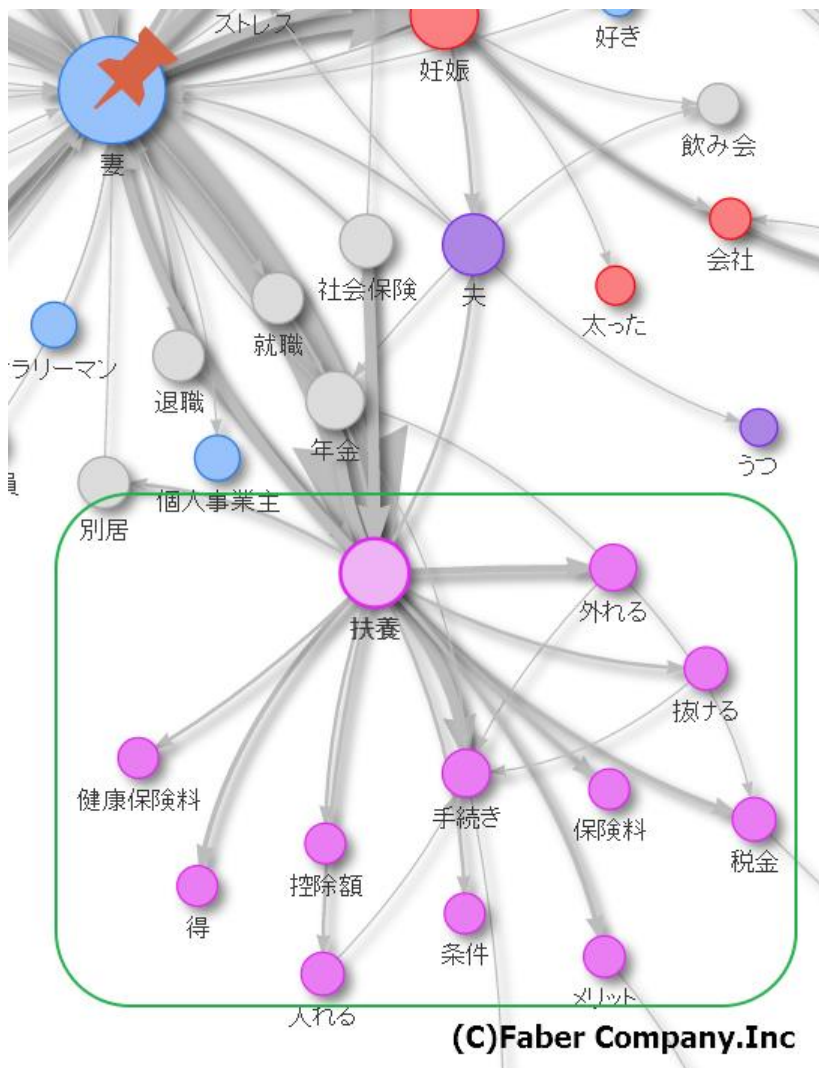 ストレス
好き
妊娠
飲み会
妻
会社
社会保険
夫
太った
就職
ラリーマン
退職
年金
うつ
員
個人事業主
別居
外れる
扶養
抜ける
健康保険料
手続き
保険料
税金
控除額
得
条件
入れる
メリット
(C)Faber Company.Inc